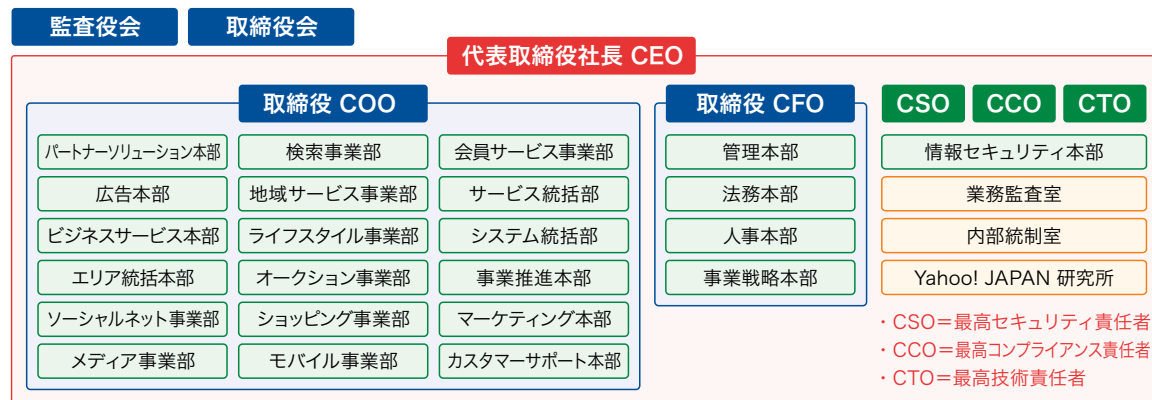 監査役会
取締役会
代表取締役社長 CEO
取締役 COO
パートナーソリューション本部
検索事業部
会員サービス事業部
広告本部
地域サービス事業部
サービス統括部
ビジネスサービス本部
ライフスタイル事業部
システム統括部
エリア統括本部
オークション事業部
事業推進本部
ソーシャルネット事業部
ショッピング事業部
マーケティング本部
メディア事業部
モバイル事業部
カスタマーサポート本部
取締役 CFO
管理本部
法務本部
人事本部
事業戦略本部
CSO
CCO
CTO
情報セキュリティ本部
業務監査室
内部統制室
Yahoo! JAPAN 研究所
・CSO=最高セキュリティ責任者
・CCO=最高コンプライアンス責任者
・CTO=最高技術責任者